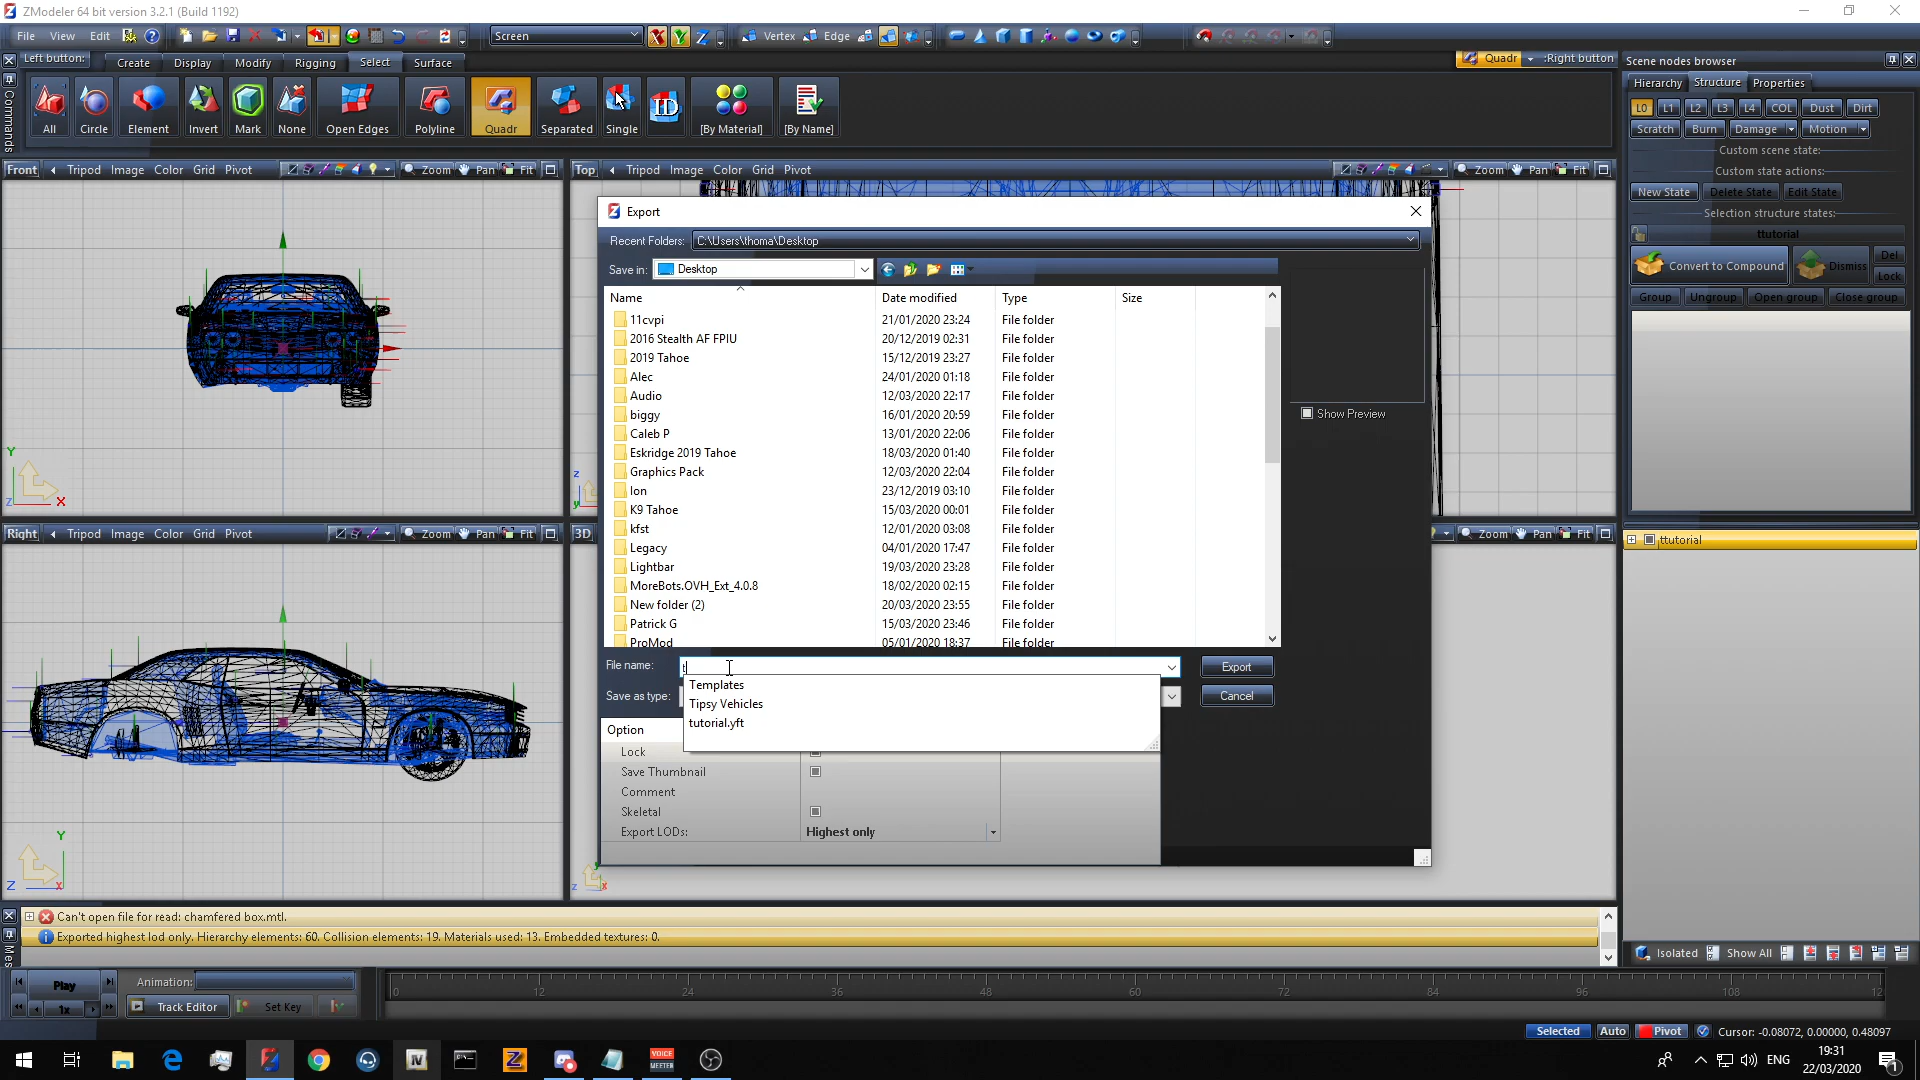 ZModeler 64 bit version 3.2.1 (Build 1192)
File View Edit
Screen
X Y Z
Vertex Edge
Left button:
Create Display Modify Rigging Select Surface
Quadr :Right button
All Circle Element Invert Mark None Open Edges Polyline Quadr Separated Single ID [By Material] [By Name]
Commands
Front Tripod Image Color Grid Pivot Zoom Pan Fit
Top Tripod Image Color Grid Pivot Zoom Pan Fit
Export
Recent Folders: C:\Users\thoma\Desktop
Save in: Desktop
Name Date modified Type Size
11cvpi 21/01/2020 23:24 File folder
2016 Stealth AF FPIU 20/12/2019 02:31 File folder
2019 Tahoe 15/12/2019 23:27 File folder
Alec 24/01/2020 01:18 File folder
Audio 12/03/2020 22:17 File folder
biggy 16/01/2020 20:59 File folder
Caleb P 13/01/2020 22:06 File folder
Eskridge 2019 Tahoe 18/03/2020 01:40 File folder
Graphics Pack 12/03/2020 22:04 File folder
Ion 23/12/2019 03:10 File folder
K9 Tahoe 15/03/2020 00:01 File folder
kfst 12/01/2020 03:08 File folder
Legacy 04/01/2020 17:47 File folder
Lightbar 19/03/2020 23:28 File folder
MoreBots.OVH_Ext_4.0.8 18/02/2020 02:15 File folder
New folder (2) 20/03/2020 23:55 File folder
Patrick G 15/03/2020 23:46 File folder
ProMod 05/01/2020 18:37 File folder
Show Preview
File name: t
Export
Templates
Tipsy Vehicles
tutorial.yft
Save as type:
Cancel
Option
Lock
Save Thumbnail
Comment
Skeletal
Export LODs: Highest only
Y
Z X
Right Tripod Image Color Grid Pivot Zoom Pan Fit
3D
Zoom Pan Fit
Y
Z X
z
y
z x
Scene nodes browser
Hierarchy Structure Properties
L0 L1 L2 L3 L4 COL Dust Dirt
Scratch Burn Damage Motion
Custom scene state:
Custom state actions:
New State Delete State Edit State
Selection structure states:
ttutorial
Convert to Compound Dismiss Del
Lock
Group Ungroup Open group Close group
ttutorial
Isolated Show All
Can't open file for read: chamfered box.mtl.
Exported highest lod only. Hierarchy elements: 60. Collision elements: 19. Materials used: 13. Embedded textures: 0.
Mes
Play Animation:
1x Track Editor Set Key
0 12 24 36 48 60 72 84 96 108 12
Selected Auto Pivot Cursor: -0.08072, 0.00000, 0.48097
VOICE MEETER
ENG
19:31
22/03/2020
1